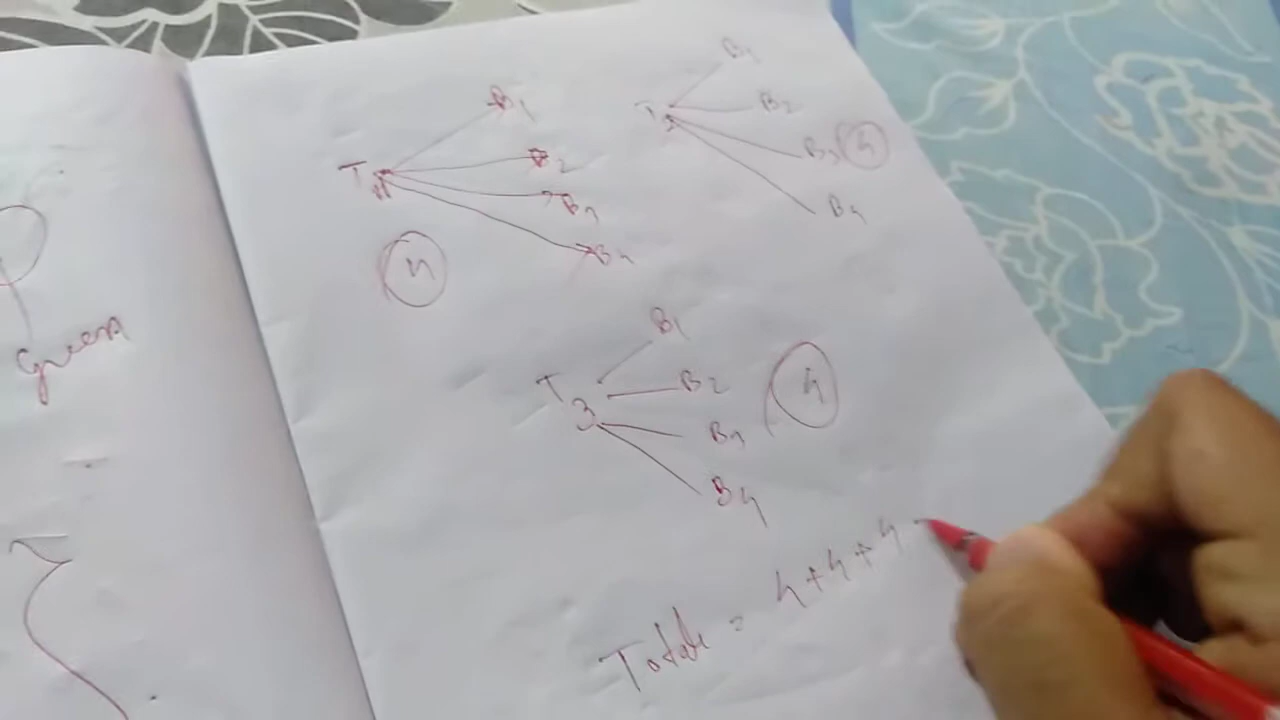 T1 B1 B2 B3 B4
4
T2 B1 B2 B3 B4
4
T3 B1 B2 B3 B4
4
Total = 4+4+4
Green